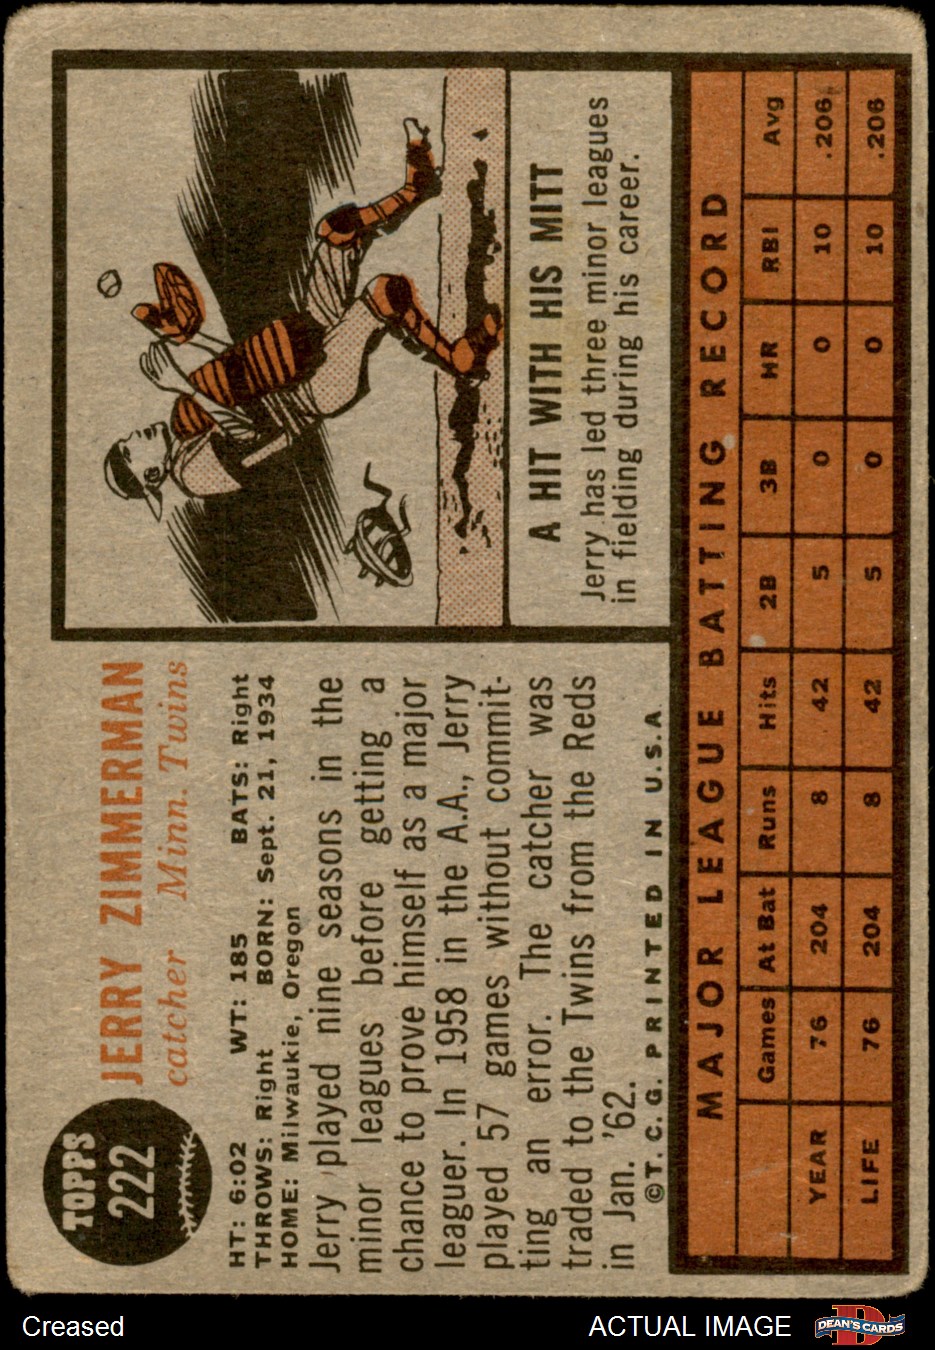 TOPPS
222
JERRY ZIMMERMAN
catcher Minn. Twins
HT: 6:02 WT: 185 BATS: Right
THROWS: Right BORN: Sept. 21, 1934
HOME: Milwaukie, Oregon
Jerry played nine seasons in the
minor leagues before getting a
chance to prove himself as a major
leaguer. In 1958 in the A.A., Jerry
played 57 games without commit-
ting an error. The catcher was
traded to the Twins from the Reds
in Jan. '62.
©T. C. G. PRINTED IN U.S.A
A HIT WITH HIS MITT
Jerry has led three minor leagues
in fielding during his career.
MAJOR LEAGUE BATTING RECORD
Games At Bat Runs Hits 2B 3B HR RBI Avg
YEAR 76 204 8 42 5 0 0 10 .206
LIFE 76 204 8 42 5 0 0 10 .206
Creased
ACTUAL IMAGE
D
DEAN'S CARDS